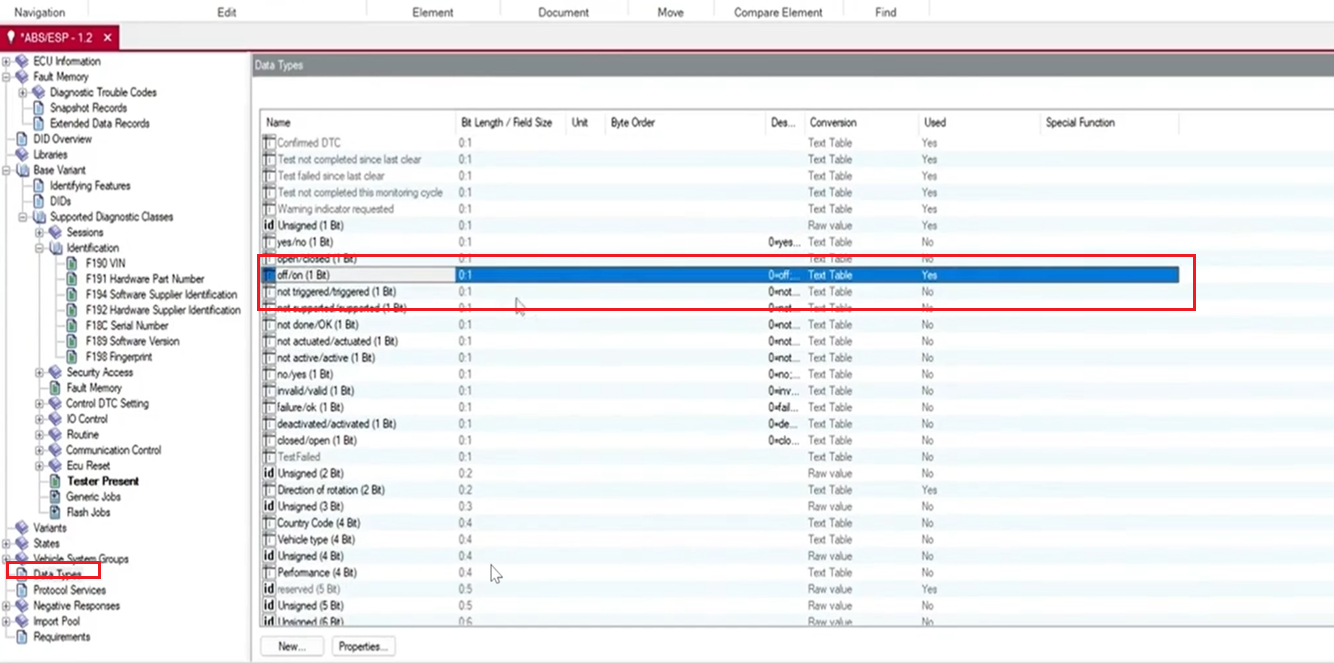 Navigation Edit Element Document Move Compare Element Find
*ABS/ESP - 1.2 ×
ECU Information
Fault Memory
Diagnostic Trouble Codes
Snapshot Records
Extended Data Records
DID Overview
Libraries
Base Variant
Identifying Features
DIDs
Supported Diagnostic Classes
Sessions
Identification
F190 VIN
F191 Hardware Part Number
F194 Software Supplier Identification
F192 Hardware Supplier Identification
F18C Serial Number
F189 Software Version
F198 Fingerprint
Security Access
Fault Memory
Control DTC Setting
IO Control
Routine
Communication Control
Ecu Reset
Tester Present
Generic Jobs
Flash Jobs
Variants
States
Vehicle System Groups
Data Types
Protocol Services
Negative Responses
Import Pool
Requirements
Data Types
Name Bit Length / Field Size Unit Byte Order Des... Conversion Used Special Function
Confirmed DTC 0:1 Text Table Yes
Test not completed since last clear 0:1 Text Table Yes
Test failed since last clear 0:1 Text Table Yes
Test not completed this monitoring cycle 0:1 Text Table Yes
Warning indicator requested 0:1 Text Table Yes
id Unsigned (1 Bit) 0:1 Raw value Yes
yes/no (1 Bit) 0:1 0=yes... Text Table No
open/closed (1 Bit) 0:1 Text Table No
off/on (1 Bit) 0:1 0=off:... Text Table Yes
not triggered/triggered (1 Bit) 0:1 0=not... Text Table No
not supported/supported (1 Bit) 0:1 0=not... Text Table No
not done/OK (1 Bit) 0:1 0=not... Text Table No
not actuated/actuated (1 Bit) 0:1 0=not... Text Table No
not active/active (1 Bit) 0:1 0=not... Text Table No
no/yes (1 Bit) 0:1 0=no;... Text Table No
invalid/valid (1 Bit) 0:1 0=inv... Text Table No
failure/ok (1 Bit) 0:1 0=fail... Text Table No
deactivated/activated (1 Bit) 0:1 0=de... Text Table No
closed/open (1 Bit) 0:1 0=clo... Text Table No
TestFailed 0:1 Text Table No
id Unsigned (2 Bit) 0:2 Raw value No
Direction of rotation (2 Bit) 0:2 Text Table Yes
id Unsigned (3 Bit) 0:3 Raw value No
Country Code (4 Bit) 0:4 Text Table No
Vehicle type (4 Bit) 0:4 Text Table No
id Unsigned (4 Bit) 0:4 Raw value No
Performance (4 Bit) 0:4 Text Table No
id reserved (5 Bit) 0:5 Raw value Yes
id Unsigned (5 Bit) 0:5 Raw value No
id Unsigned (6 Bit) 0:6 Raw value No
New... Properties...